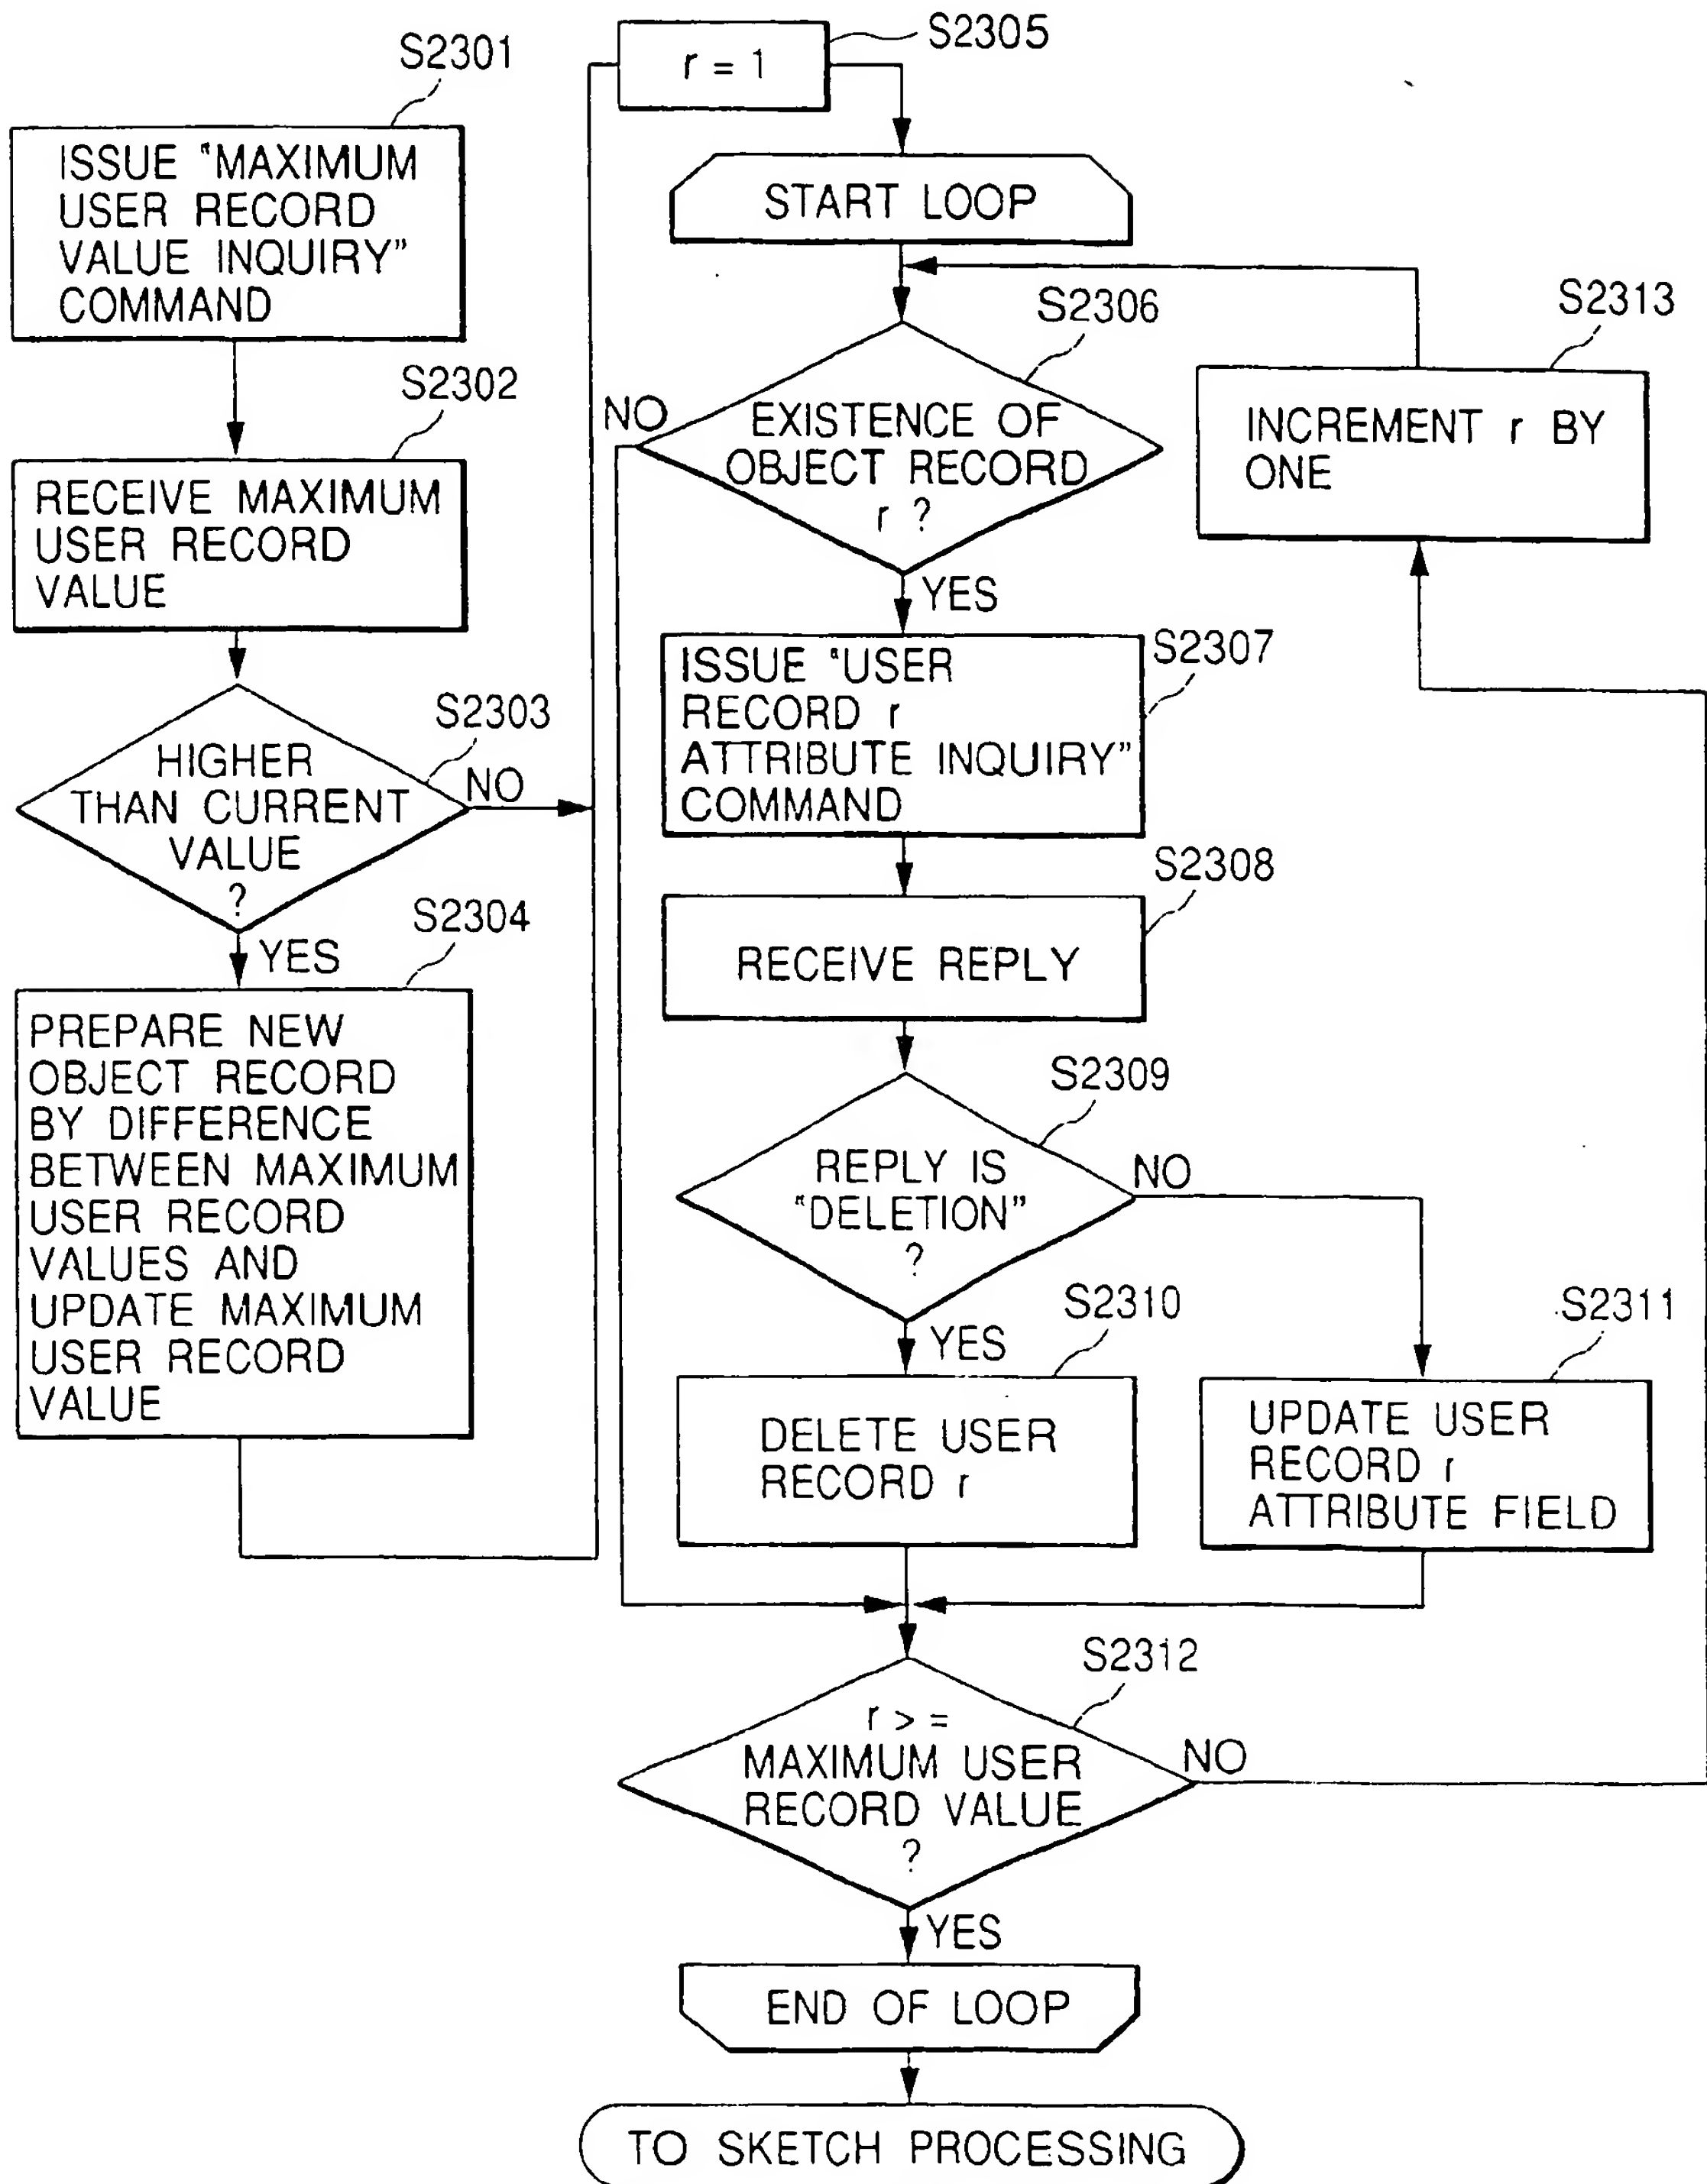 S2301
ISSUE "MAXIMUM
USER RECORD
VALUE INQUIRY"
COMMAND
S2302
RECEIVE MAXIMUM
USER RECORD
VALUE
S2303
HIGHER
THAN CURRENT
VALUE
?
NO
YES
S2304
PREPARE NEW
OBJECT RECORD
BY DIFFERENCE
BETWEEN MAXIMUM
USER RECORD
VALUES AND
UPDATE MAXIMUM
USER RECORD
VALUE
S2305
r = 1
START LOOP
S2306
EXISTENCE OF
OBJECT RECORD
r ?
NO
YES
S2313
INCREMENT r BY
ONE
S2307
ISSUE "USER
RECORD r
ATTRIBUTE INQUIRY"
COMMAND
S2308
RECEIVE REPLY
S2309
REPLY IS
"DELETION"
?
NO
YES
S2310
DELETE USER
RECORD r
S2311
UPDATE USER
RECORD r
ATTRIBUTE FIELD
S2312
r > =
MAXIMUM USER
RECORD VALUE
?
NO
YES
END OF LOOP
TO SKETCH PROCESSING